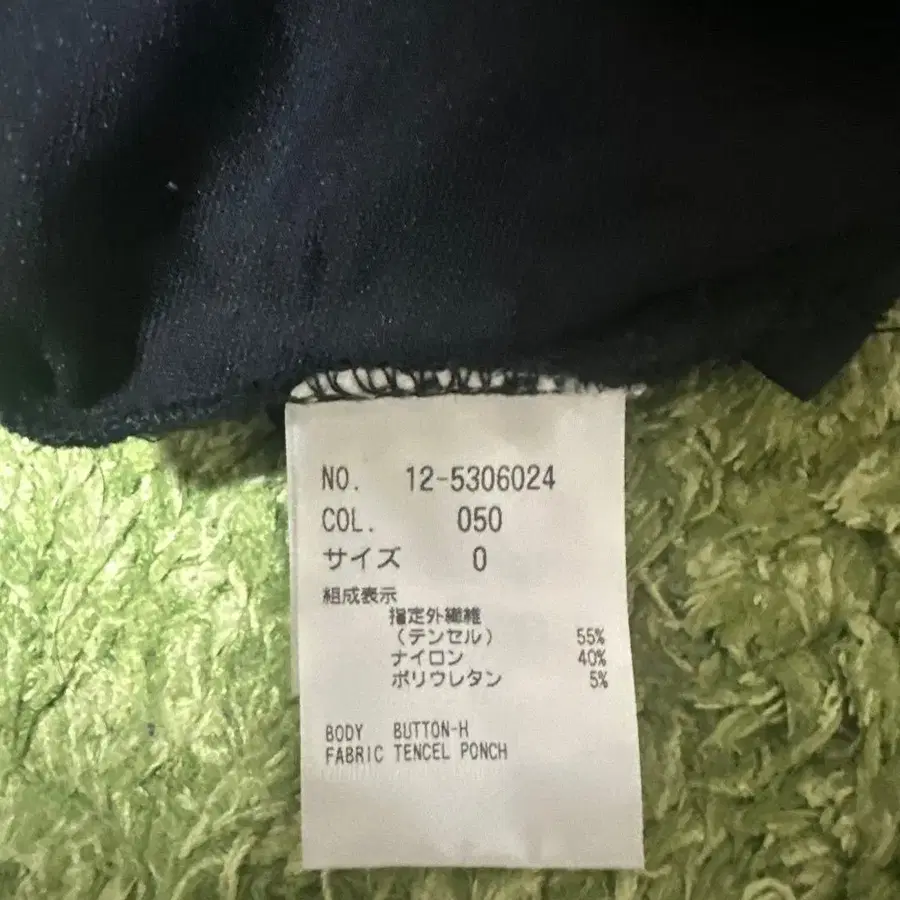 NO. 12-5306024
COL. 050
サイズ 0
組成表示
指定外繊維
(テンセル) 55%
ナイロン 40%
ポリウレタン 5%
BODY BUTTON-H
FABRIC TENCEL PONCH